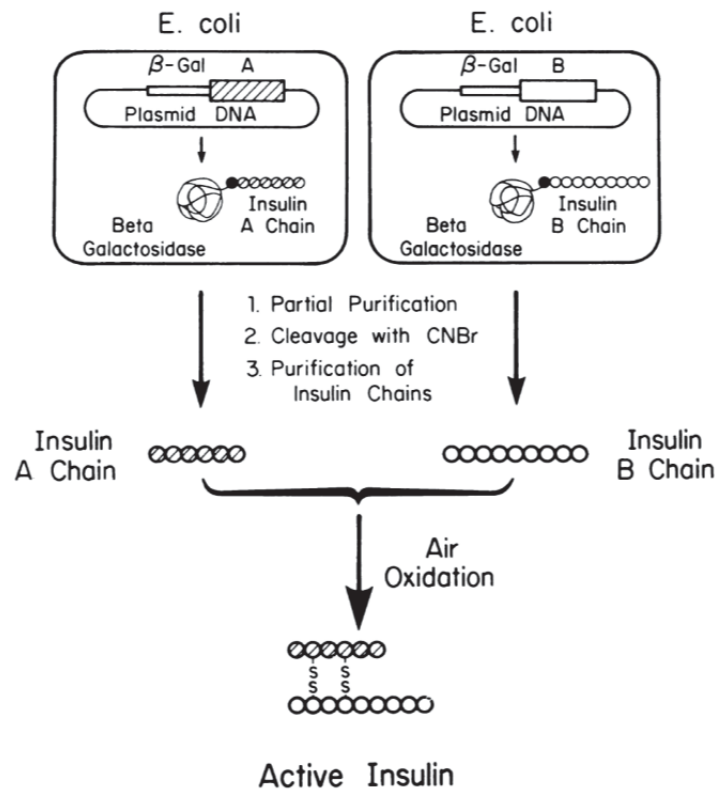 E. coli
β-Gal A
Plasmid DNA
Insulin
A Chain
Beta
Galactosidase
E. coli
β-Gal B
Plasmid DNA
Insulin
B Chain
Beta
Galactosidase
1. Partial Purification
2. Cleavage with CNBr
3. Purification of
Insulin Chains
Insulin
A Chain
Insulin
B Chain
Air
Oxidation
S S
S S
Active Insulin